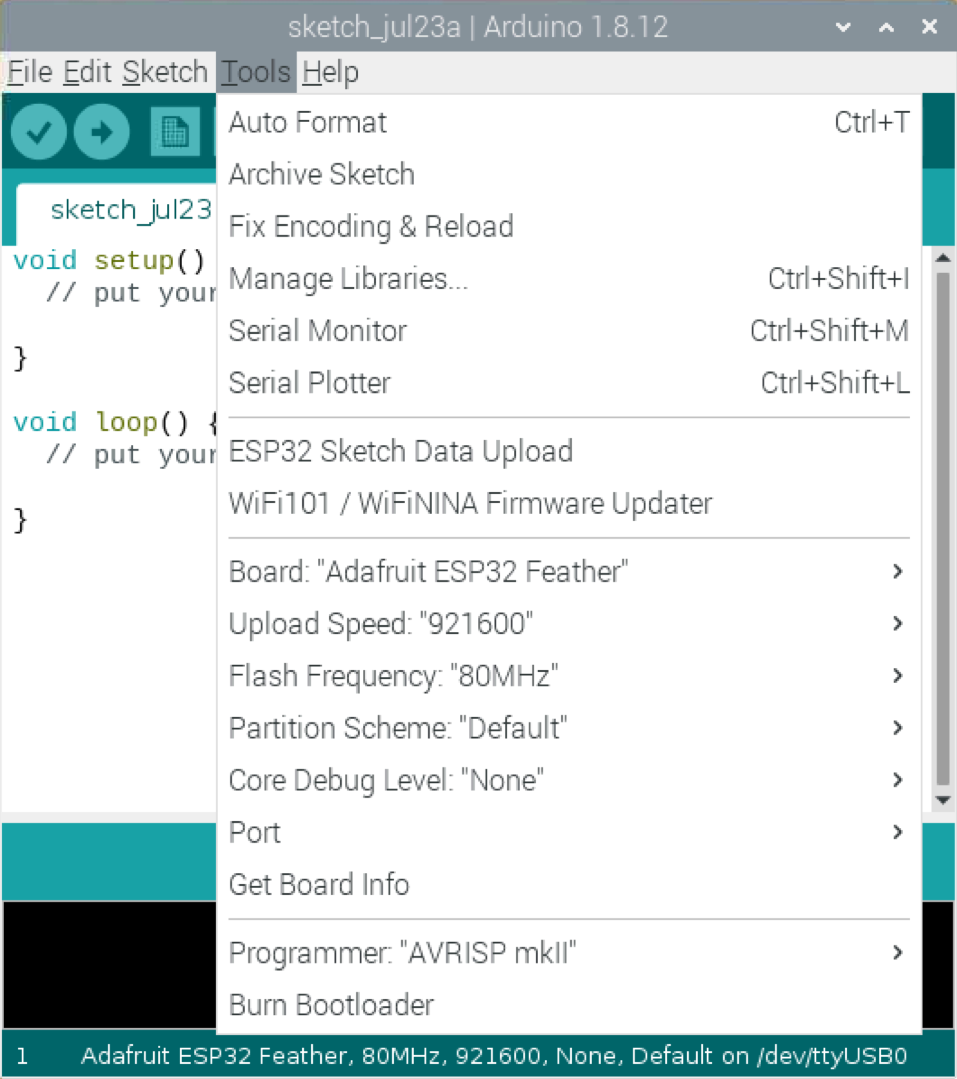 sketch_jul23a | Arduino 1.8.12
File Edit Sketch Tools Help
Auto Format Ctrl+T
Archive Sketch
sketch_jul23
Fix Encoding & Reload
void setup()
Manage Libraries... Ctrl+Shift+I
// put your
Serial Monitor Ctrl+Shift+M
}
Serial Plotter Ctrl+Shift+L
void loop() {
// put your
ESP32 Sketch Data Upload
WiFi101 / WiFiNINA Firmware Updater
}
Board: "Adafruit ESP32 Feather"
Upload Speed: "921600"
Flash Frequency: "80MHz"
Partition Scheme: "Default"
Core Debug Level: "None"
Port
Get Board Info
Programmer: "AVRISP mkII"
Burn Bootloader
1 Adafruit ESP32 Feather, 80MHz, 921600, None, Default on /dev/ttyUSB0